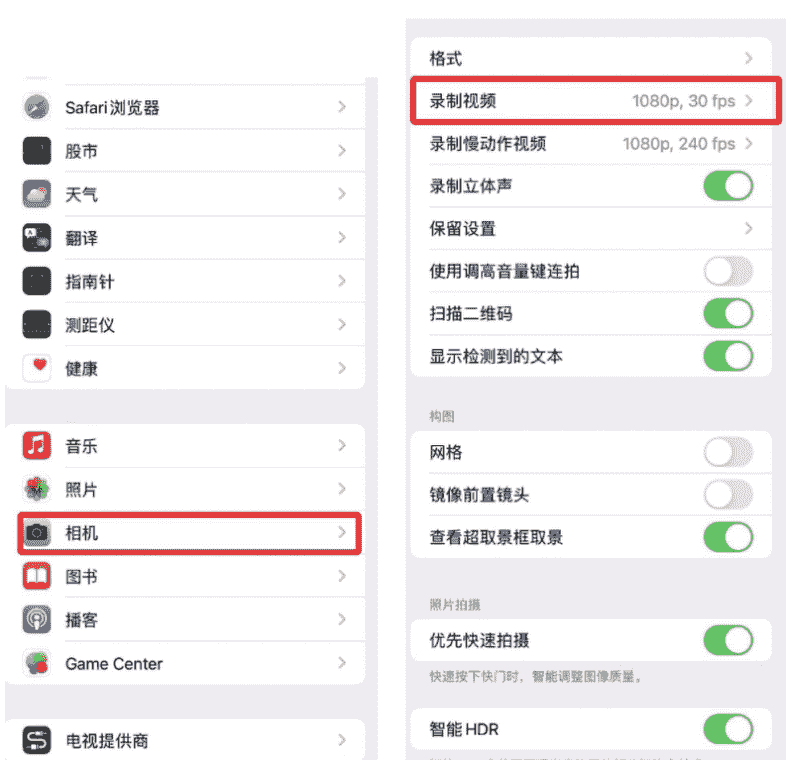 Safari浏览器
股市
天气
翻译
指南针
测距仪
健康
音乐
照片
相机
图书
播客
Game Center
电视提供商
格式
录制视频 1080p, 30 fps
录制慢动作视频 1080p, 240 fps
录制立体声
保留设置
使用调高音量键连拍
扫描二维码
显示检测到的文本
构图
网格
镜像前置镜头
查看超取景框取景
照片拍摄
优先快速拍摄
快速按下快门时，智能调整图像质量。
智能HDR